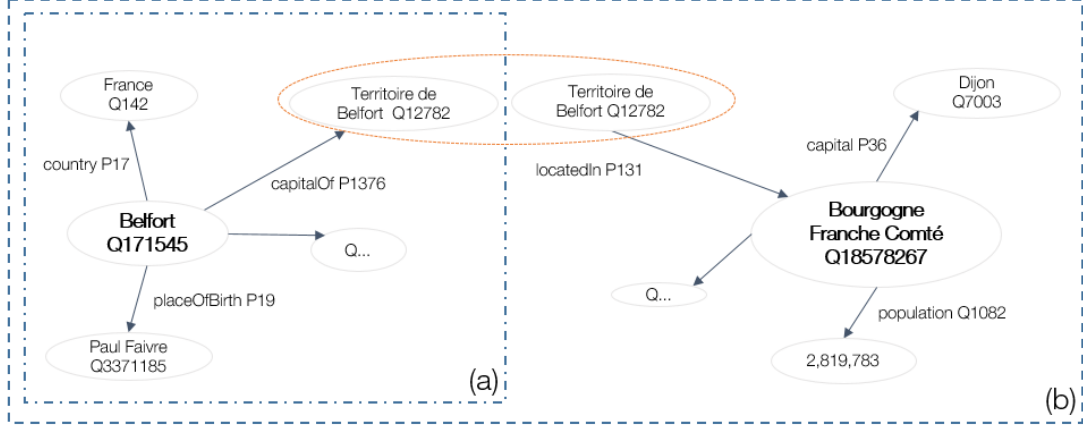 France
Q142
Territoire de
Belfort Q12782
Territoire de
Belfort Q12782
Dijon
Q7003
country P17
capitalOf P1376
locatedIn P131
capital P36
Belfort
Q171545
Q...
Bourgogne
Franche Comté
Q18578267
Q...
placeOfBirth P19
population Q1082
Paul Faivre
Q3371185
2,819,783
(a)
(b)